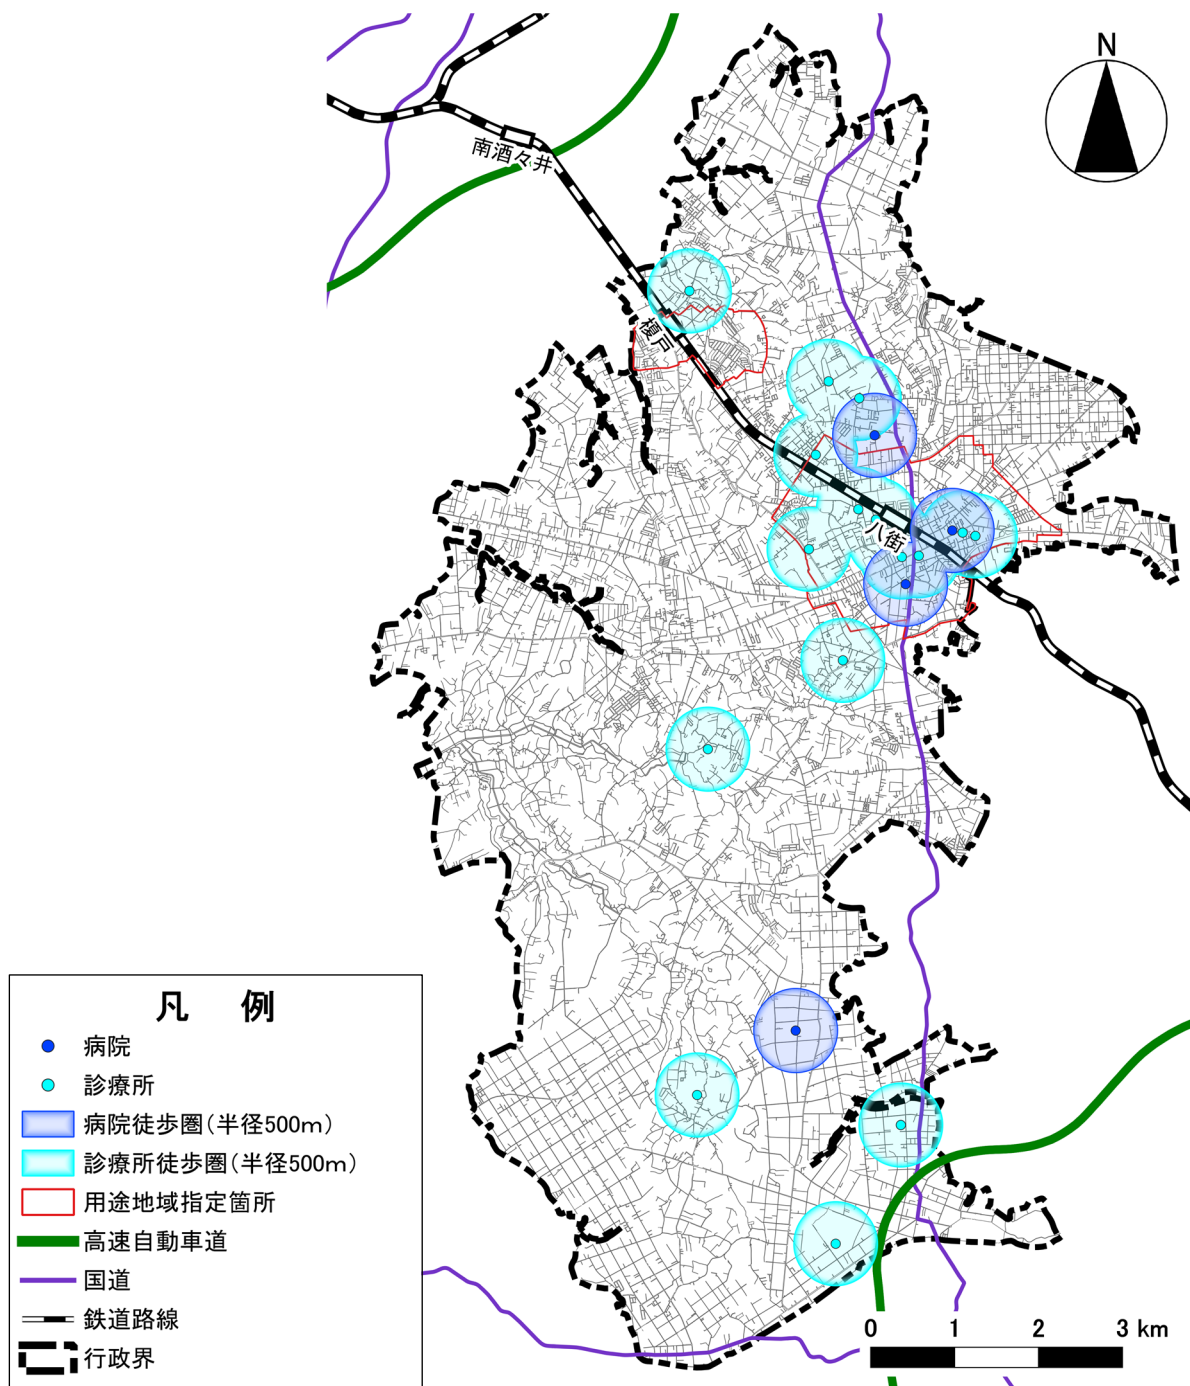 N
南酒々井
榎戸
八街
凡 例
病院
診療所
病院徒歩圏(半径500m)
診療所徒歩圏(半径500m)
用途地域指定箇所
高速自動車道
国道
鉄道路線
行政界
0 1 2 3 km